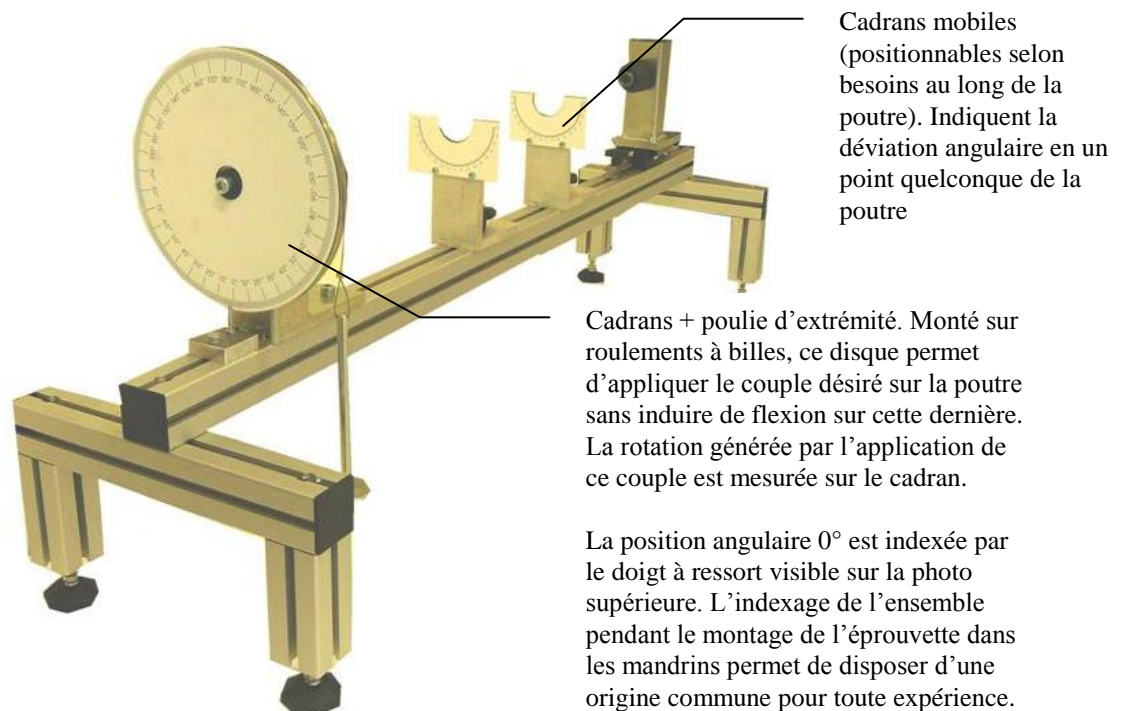 Cadrans mobiles
(positionnables selon
besoins au long de la
poutre). Indiquent la
déviation angulaire en un
point quelconque de la
poutre
Cadrans + poulie d’extrémité. Monté sur
roulements à billes, ce disque permet
d’appliquer le couple désiré sur la poutre
sans induire de flexion sur cette dernière.
La rotation générée par l’application de
ce couple est mesurée sur le cadran.
La position angulaire 0° est indexée par
le doigt à ressort visible sur la photo
supérieure. L’indexage de l’ensemble
pendant le montage de l’éprouvette dans
les mandrins permet de disposer d’une
origine commune pour toute expérience.